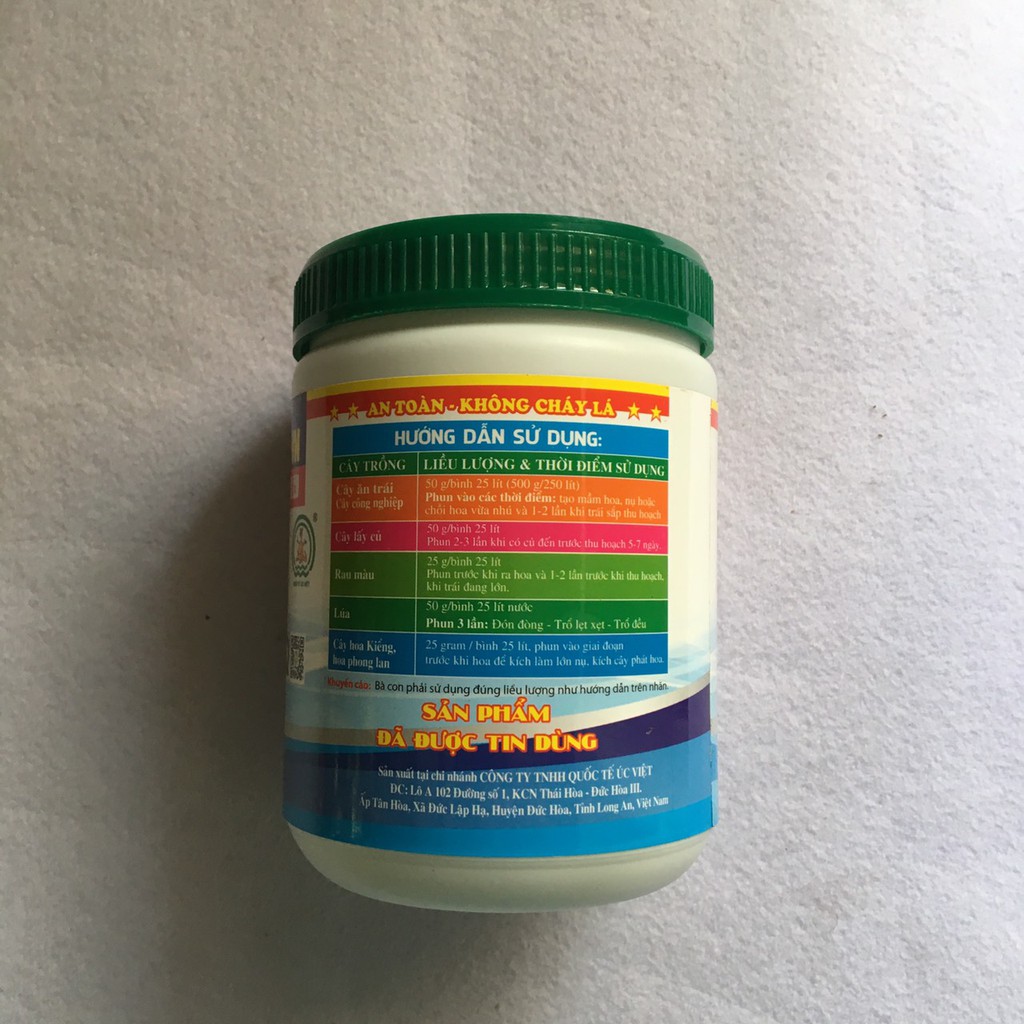 AN TOÀN - KHÔNG CHÁY LÁ
HƯỚNG DẪN SỬ DỤNG:
CÂY TRỒNG LIỀU LƯỢNG & THỜI ĐIỂM SỬ DỤNG
Cây ăn trái
Cây công nghiệp
50 g/bình 25 lít (500 g/250 lít)
Phun vào các thời điểm: tạo mầm hoa, nụ hoặc
chồi hoa vừa nhú và 1-2 lần khi trái sắp thu hoạch
Cây lấy củ
50 g/bình 25 lít
Phun 2-3 lần khi có củ đến trước thu hoạch 5-7 ngày.
Rau màu
25 g/bình 25 lít
Phun trước khi ra hoa và 1-2 lần trước khi thu hoạch,
khi trái đang lớn.
Lúa
50 g/bình 25 lít nước
Phun 3 lần: Đón đòng - Trổ lẹt xẹt - Trổ đều
Cây hoa Kiểng,
hoa phong lan
25 gram / bình 25 lít, phun vào giai đoạn
trước khi hoa để kích làm lớn nụ, kích cây phát hoa.
*Khuyến cáo: Bà con phải sử dụng đúng liều lượng như hướng dẫn trên nhãn.
SẢN PHẨM
ĐÃ ĐƯỢC TIN DÙNG
Sản xuất tại chi nhánh CÔNG TY TNHH QUỐC TẾ ÚC VIỆT
ĐC: Lô A 102 Đường số 1, KCN Thái Hòa - Đức Hòa III.
Ấp Tân Hòa, Xã Đức Lập Hạ, Huyện Đức Hòa, Tỉnh Long An, Việt Nam